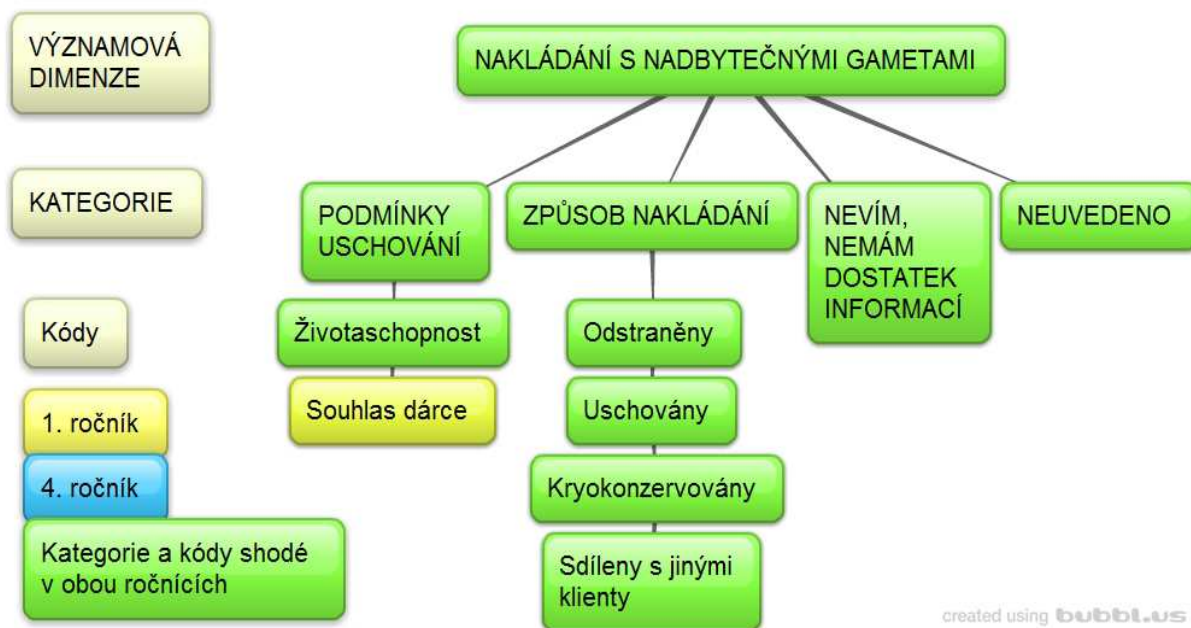 VÝZNAMOVÁ
DIMENZE
NAKLÁDÁNÍ S NADBYTEČNÝMI GAMETAMI
KATEGORIE
PODMÍNKY
USCHOVÁNÍ
ZPŮSOB NAKLÁDÁNÍ
NEVÍM,
NEMÁM
DOSTATEK
INFORMACÍ
NEUVEDENO
Kódy
Životaschopnost
Odstraněny
1. ročník
Souhlas dárce
Uschovány
4. ročník
Kryokonzervovány
Kategorie a kódy shodé
v obou ročnících
Sdíleny s jinými
klienty
created using bubbl.us